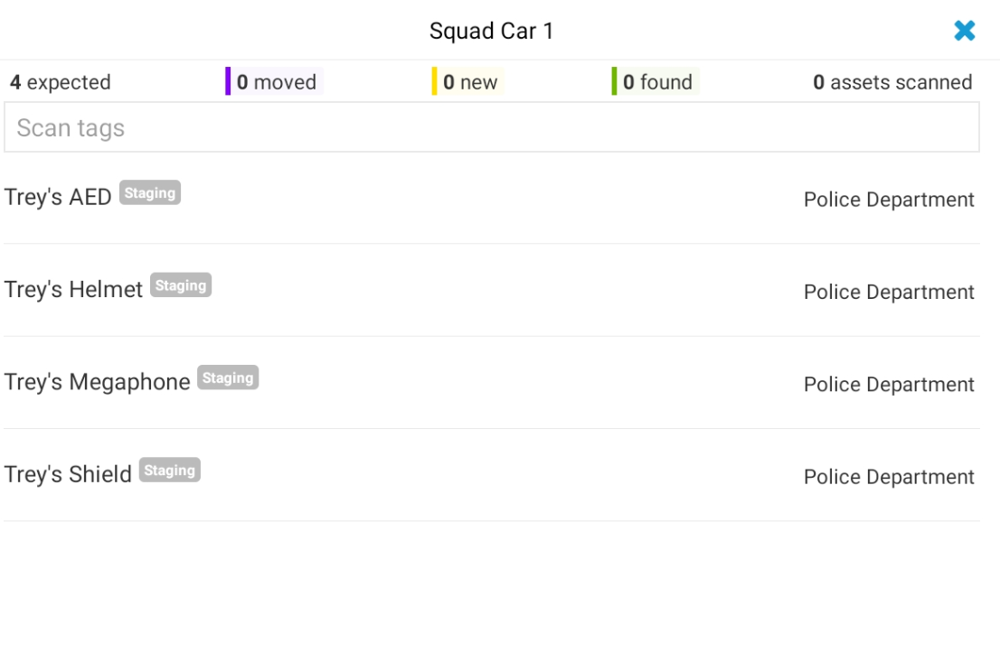 Squad Car 1
4 expected 0 moved 0 new 0 found 0 assets scanned
Scan tags
Trey's AED Staging Police Department
Trey's Helmet Staging Police Department
Trey's Megaphone Staging Police Department
Trey's Shield Staging Police Department